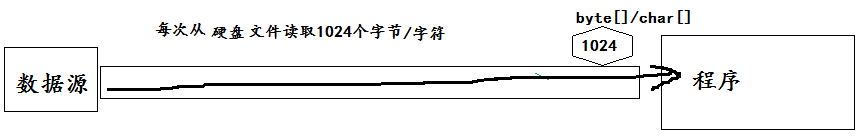 byte[]/char[]
每次从 硬盘 文件读取1024个字节/字符
1024
数据源
程序